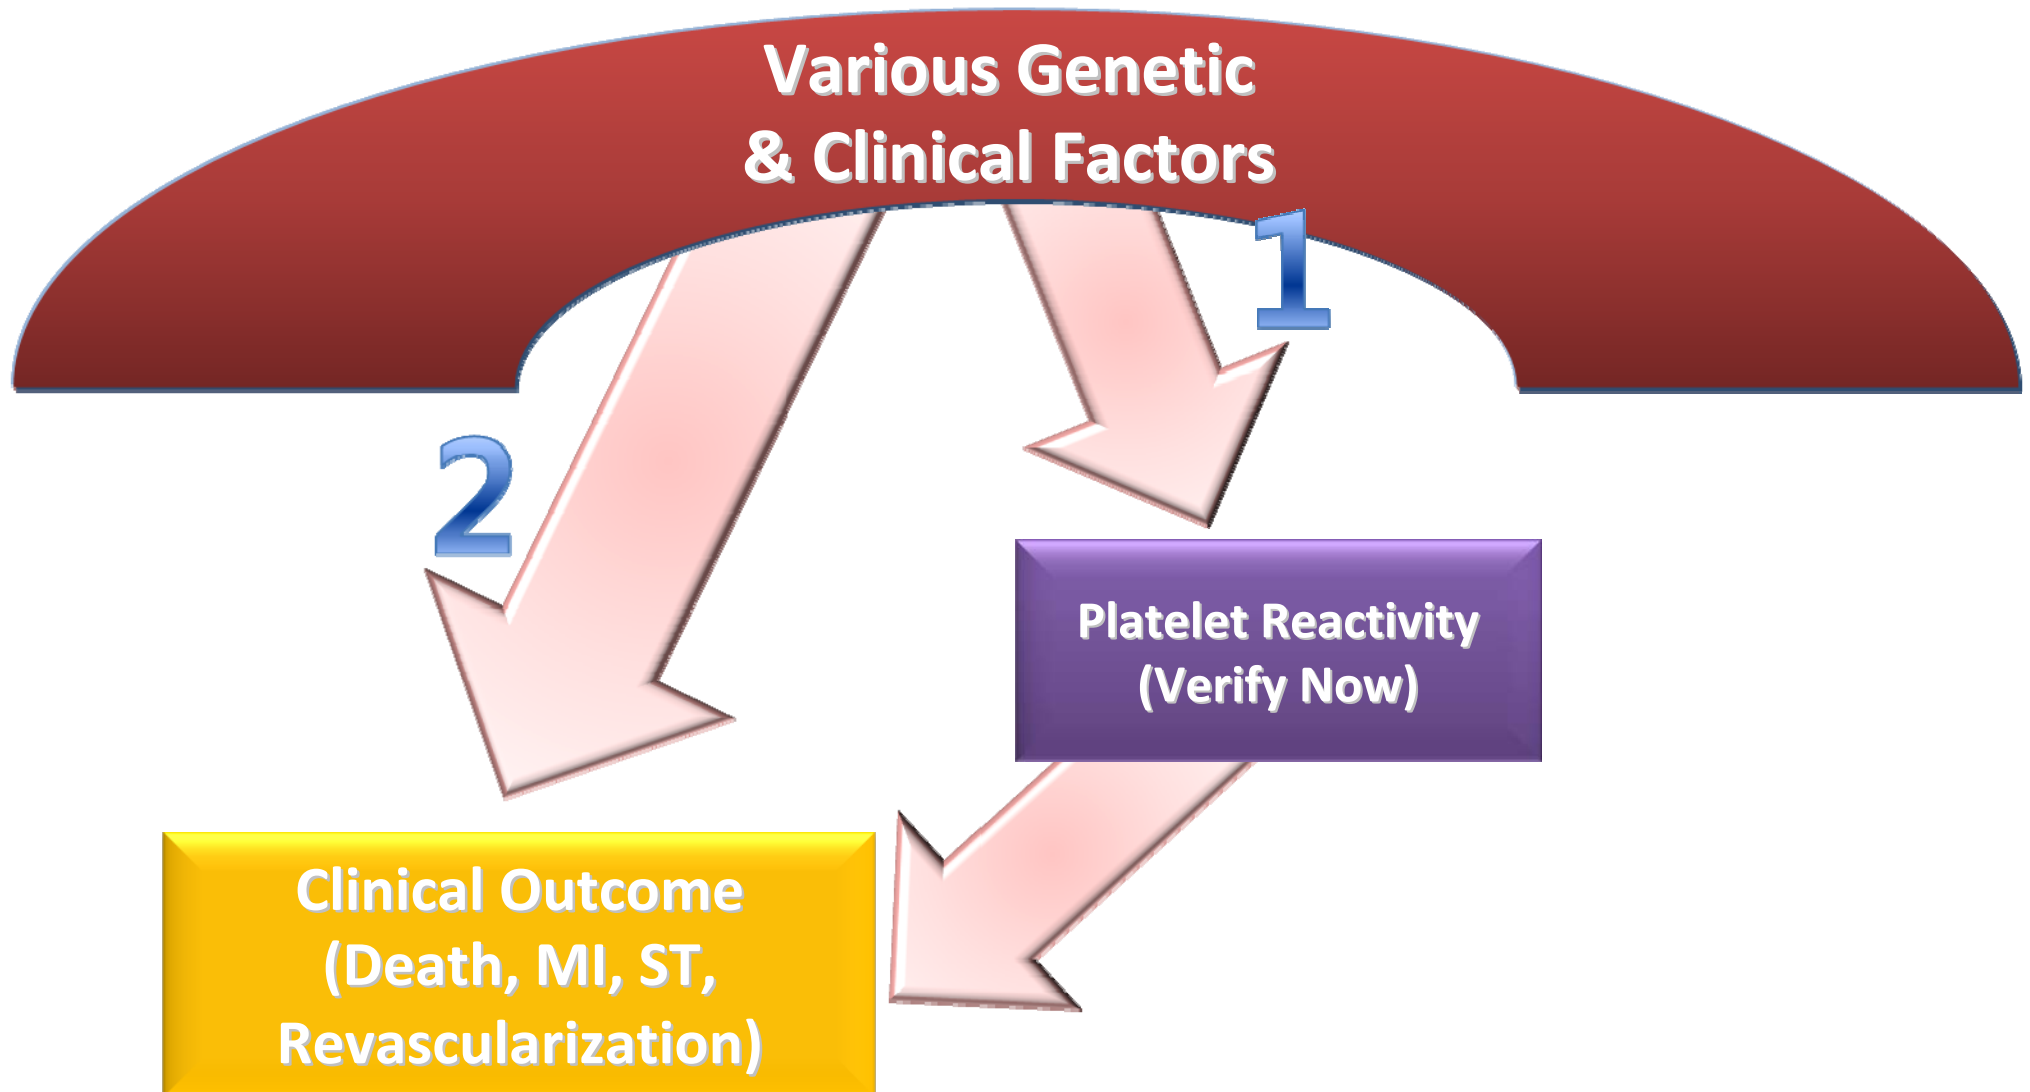 Various Genetic
& Clinical Factors
1
2
Platelet Reactivity
(Verify Now)
Clinical Outcome
(Death, MI, ST,
Revascularization)